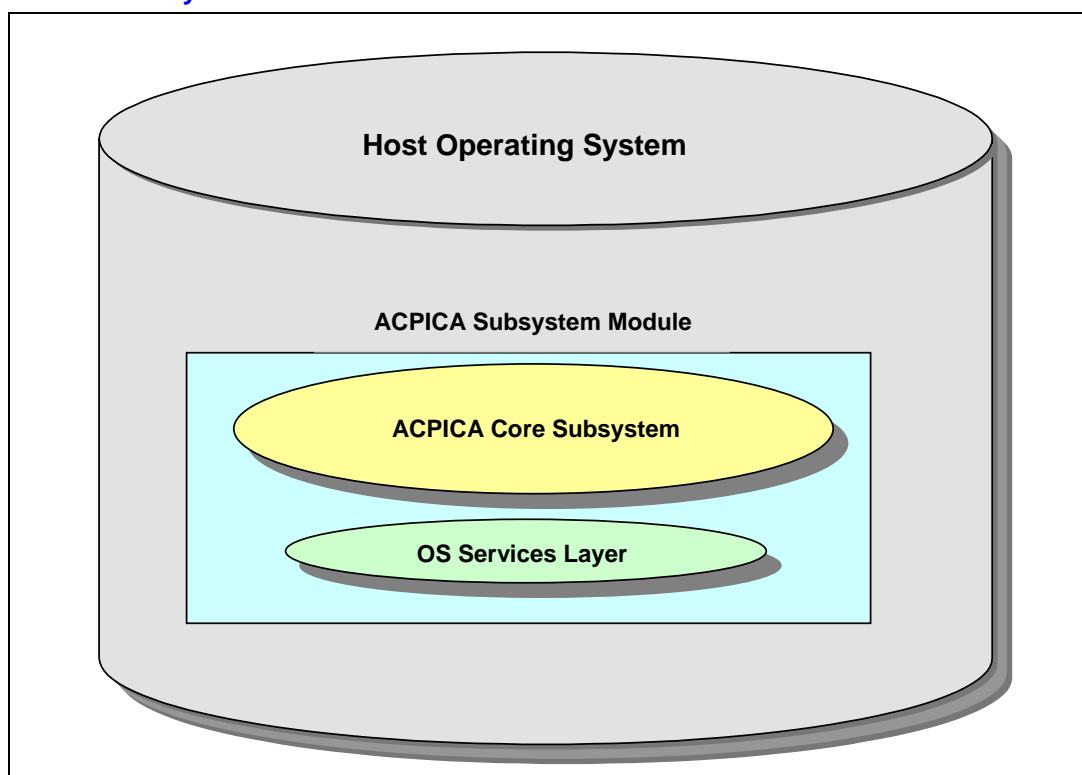 Host Operating System
ACPICA Subsystem Module
ACPICA Core Subsystem
OS Services Layer